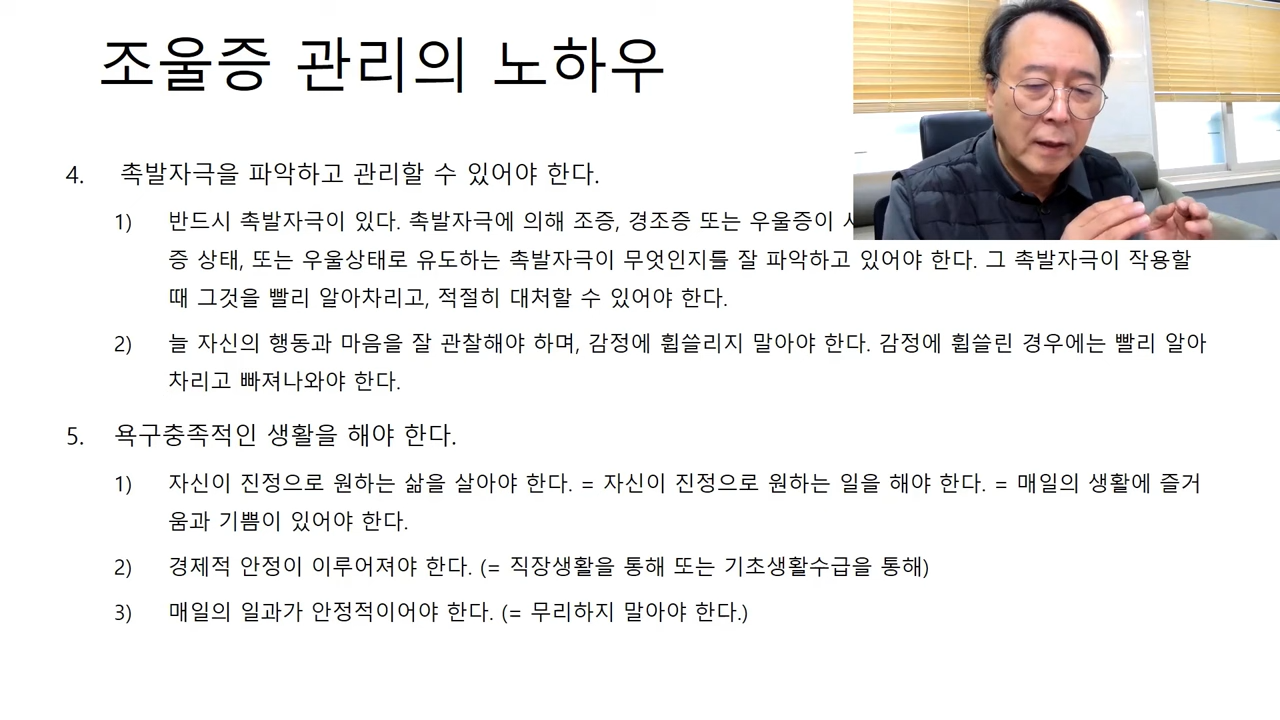 조울증 관리의 노하우
4. 촉발자극을 파악하고 관리할 수 있어야 한다.
1) 반드시 촉발자극이 있다. 촉발자극에 의해 조증, 경조증 또는 우울증이
증 상태, 또는 우울상태로 유도하는 촉발자극이 무엇인지를 잘 파악하고 있어야 한다. 그 촉발자극이 작용할
때 그것을 빨리 알아차리고, 적절히 대처할 수 있어야 한다.
2) 늘 자신의 행동과 마음을 잘 관찰해야 하며, 감정에 휩쓸리지 말아야 한다. 감정에 휩쓸린 경우에는 빨리 알아
차리고 빠져나와야 한다.
5. 욕구충족적인 생활을 해야 한다.
1) 자신이 진정으로 원하는 삶을 살아야 한다. = 자신이 진정으로 원하는 일을 해야 한다. = 매일의 생활에 즐거
움과 기쁨이 있어야 한다.
2) 경제적 안정이 이루어져야 한다. (= 직장생활을 통해 또는 기초생활수급을 통해)
3) 매일의 일과가 안정적이어야 한다. (= 무리하지 말아야 한다.)